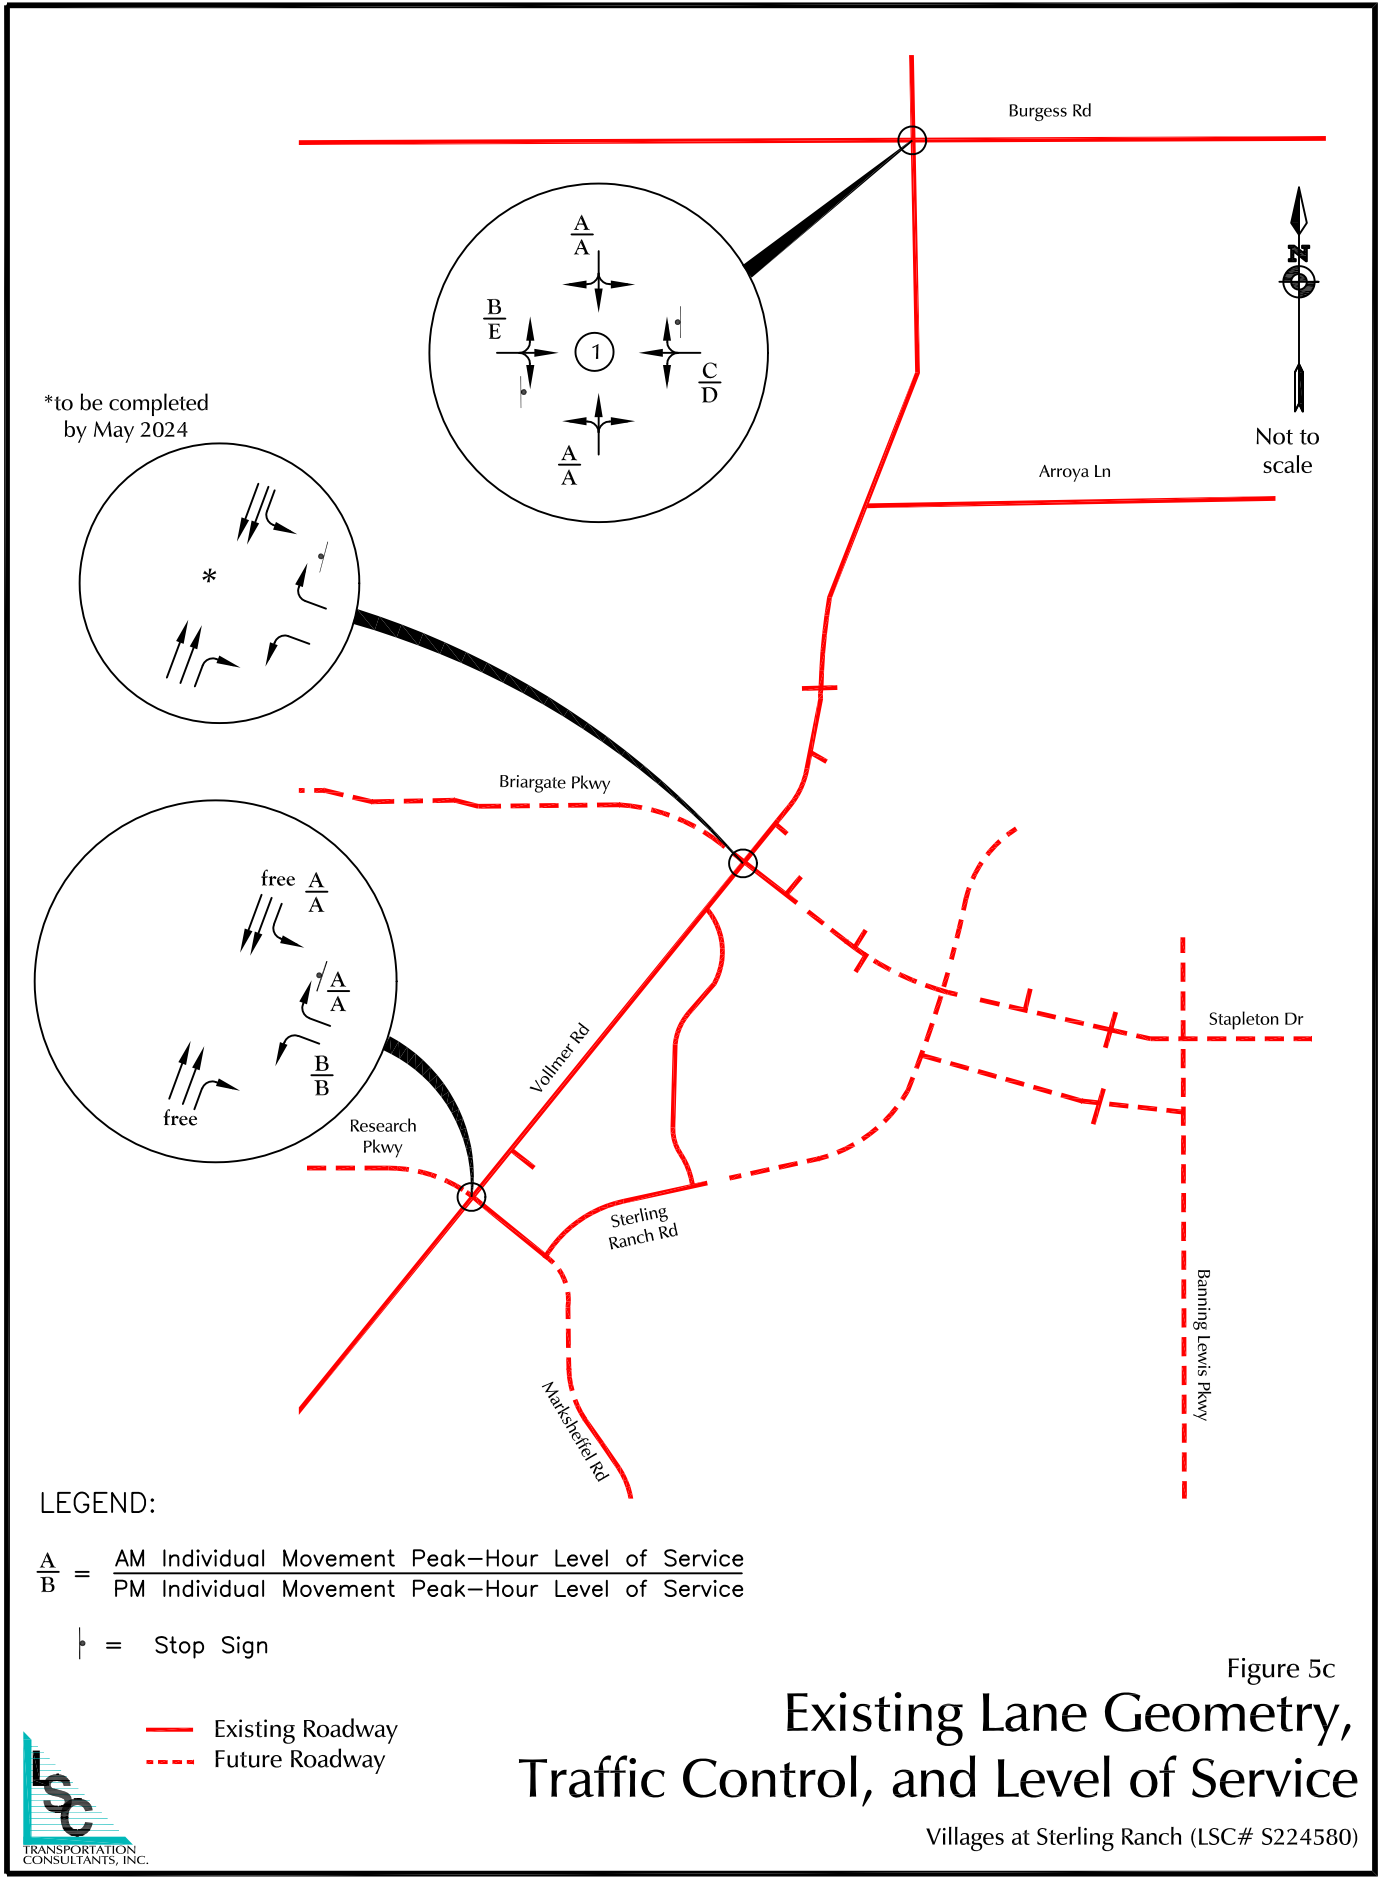 Burgess Rd
A
A
B
E
1
C
D
A
A
N
Not to
scale
*to be completed
by May 2024
*
Arroya Ln
Briargate Pkwy
free
A
A
A
A
B
B
free
Research
Pkwy
Vollmer Rd
Stapleton Dr
Sterling
Ranch Rd
Banning Lewis Pkwy
Marksheffel Rd
LEGEND:
A
B
= AM Individual Movement Peak-Hour Level of Service
PM Individual Movement Peak-Hour Level of Service
= Stop Sign
Existing Roadway
Future Roadway
Figure 5c
Existing Lane Geometry,
Traffic Control, and Level of Service
Villages at Sterling Ranch (LSC# S224580)
LSC
TRANSPORTATION
CONSULTANTS, INC.